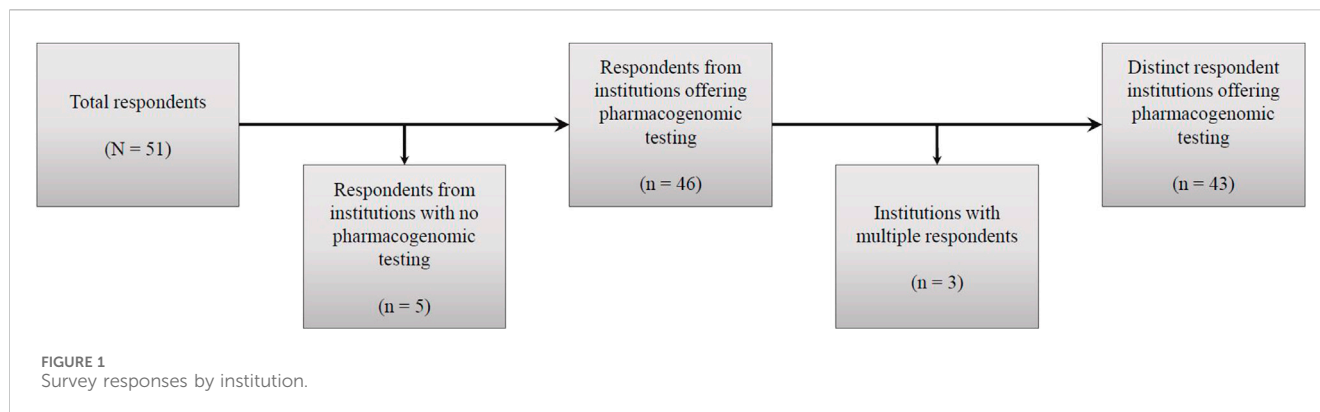 Total respondents
(N = 51)
Respondents from
institutions with no
pharmacogenomic
testing
(n = 5)
Respondents from
institutions offering
pharmacogenomic
testing
(n = 46)
Institutions with
multiple respondents
(n = 3)
Distinct respondent
institutions offering
pharmacogenomic
testing
(n = 43)
FIGURE 1
Survey responses by institution.